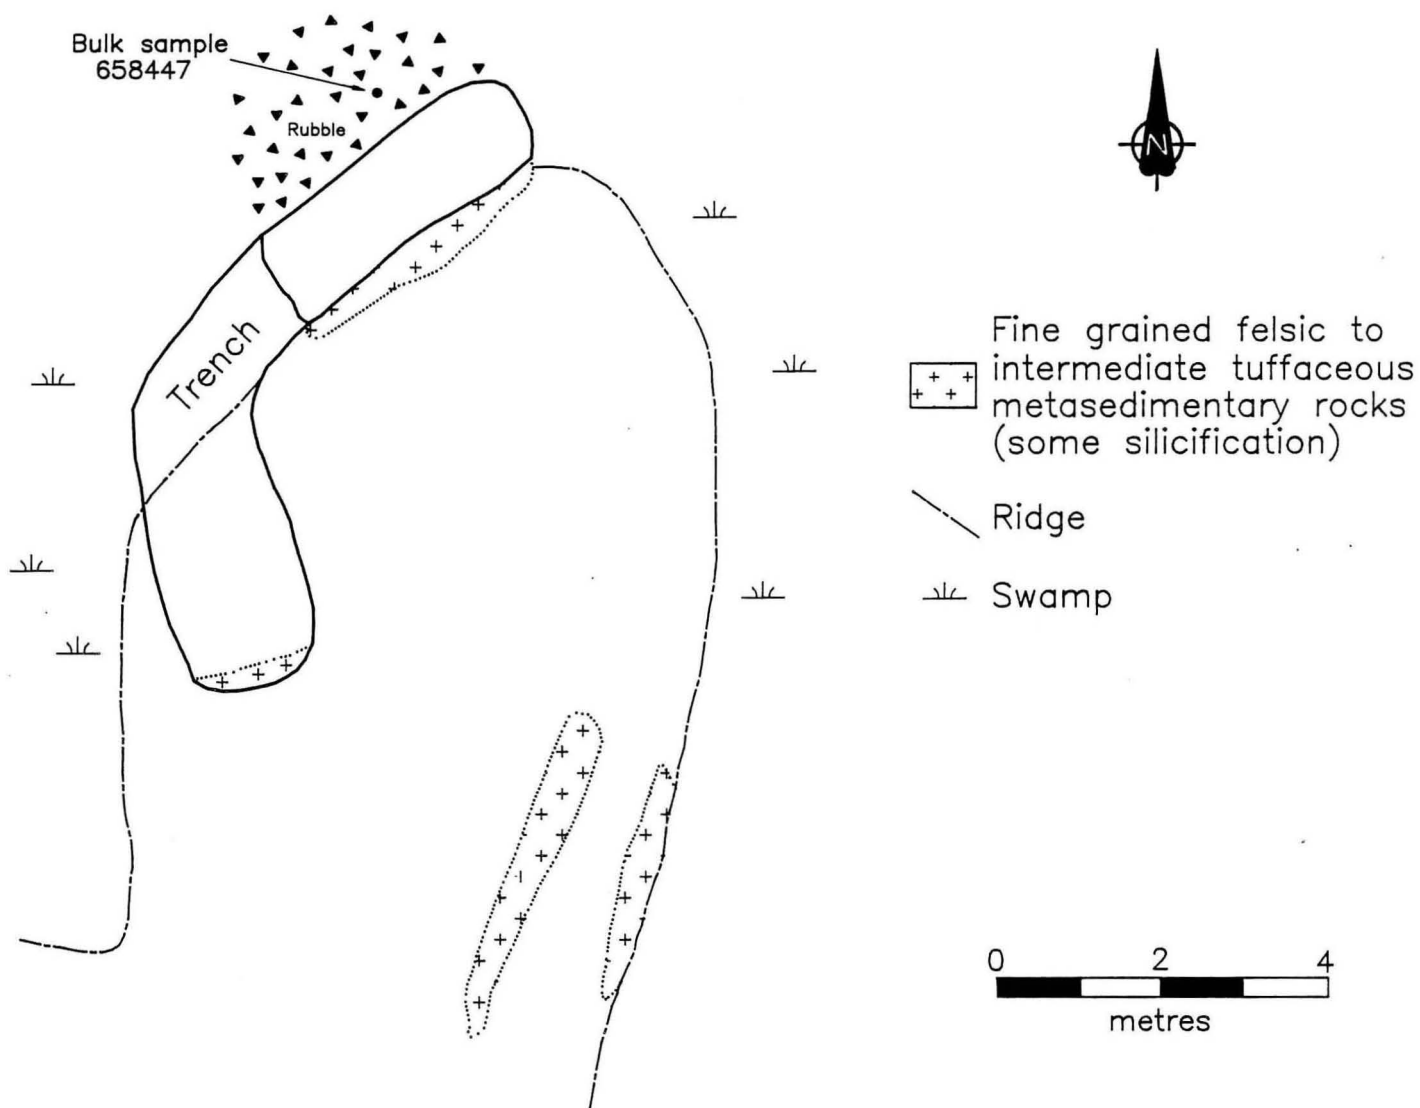 Bulk sample
658447
Rubble
Trench
N
Fine grained felsic to
intermediate tuffaceous
metasedimentary rocks
(some silicification)
Ridge
Swamp
0 2 4
metres